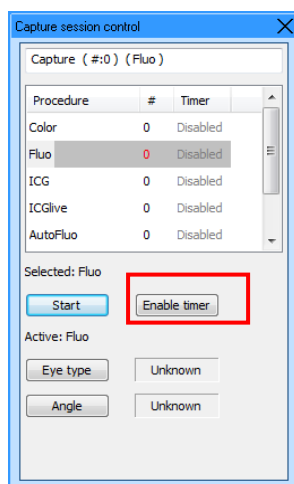 Capture session control
Capture ( #:0 ) ( Fluo )
Procedure # Timer
Color 0 Disabled
Fluo 0 Disabled
ICG 0 Disabled
ICGlive 0 Disabled
AutoFluo 0 Disabled
Selected: Fluo
Start Enable timer
Active: Fluo
Eye type Unknown
Angle Unknown